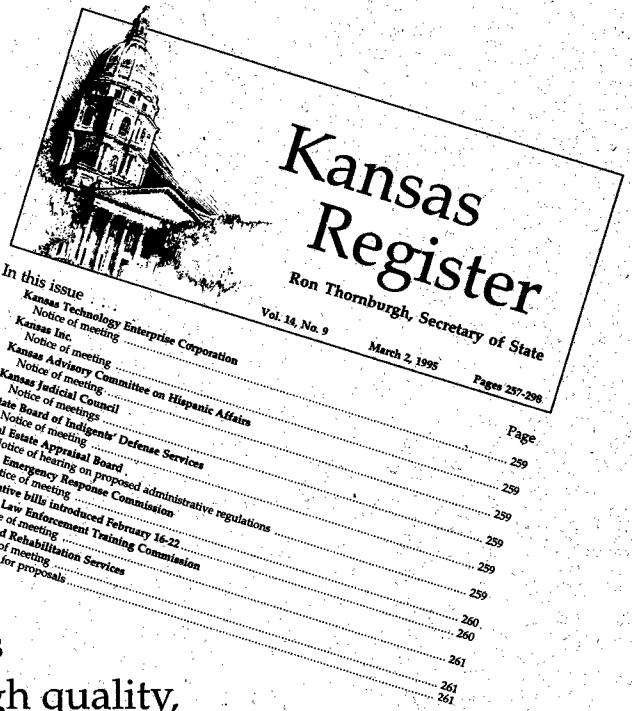 Kansas
Register
Ron Thornburgh, Secretary of State
Vol. 14, No. 9 March 2, 1995 Pages 257-298
In this issue . . . Page
Kansas Technology Enterprise Corporation
Notice of meeting 259
Kansas Inc.
Notice of meeting 259
Kansas Advisory Committee on Hispanic Affairs
Notice of meeting 259
Kansas Judicial Council
Notice of meetings 259
Board of Indigents' Defense Services
Notice of meeting 259
Estate Appraisal Board
Notice of hearing on proposed administrative regulations 259
Emergency Response Commission
of meeting 260
bills introduced February 16-22 260
Law Enforcement Training Commission
of meeting 261
Rehabilitation Services
of meeting 261
for proposals 261
quality,